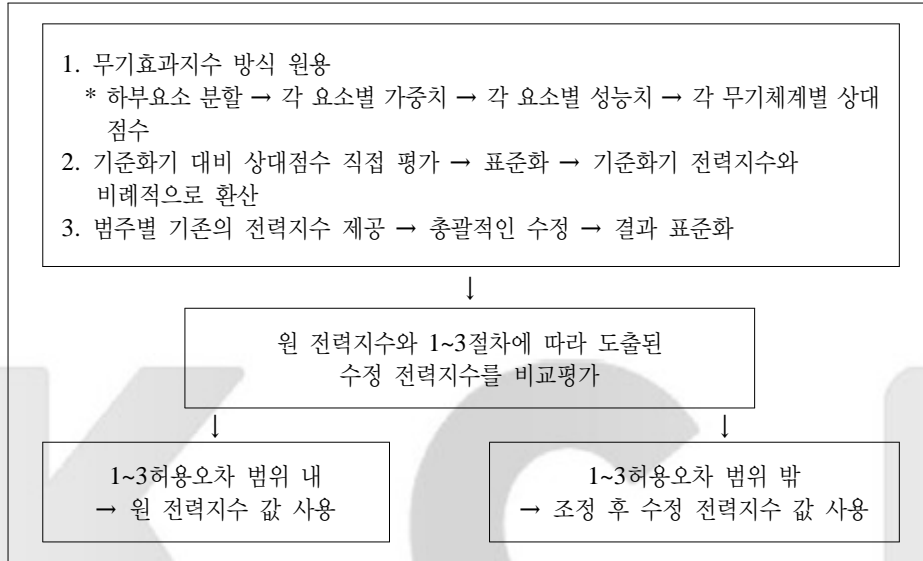 1. 무기효과지수 방식 원용
* 하부요소 분할 → 각 요소별 가중치 → 각 요소별 성능치 → 각 무기체계별 상대
점수
2. 기준화기 대비 상대점수 직접 평가 → 표준화 → 기준화기 전력지수와
비례적으로 환산
3. 범주별 기존의 전력지수 제공 → 총괄적인 수정 → 결과 표준화
↓
원 전력지수와 1~3절차에 따라 도출된
수정 전력지수를 비교평가
↓ ↓
1~3허용오차 범위 내
→ 원 전력지수 값 사용
1~3허용오차 범위 밖
→ 조정 후 수정 전력지수 값 사용